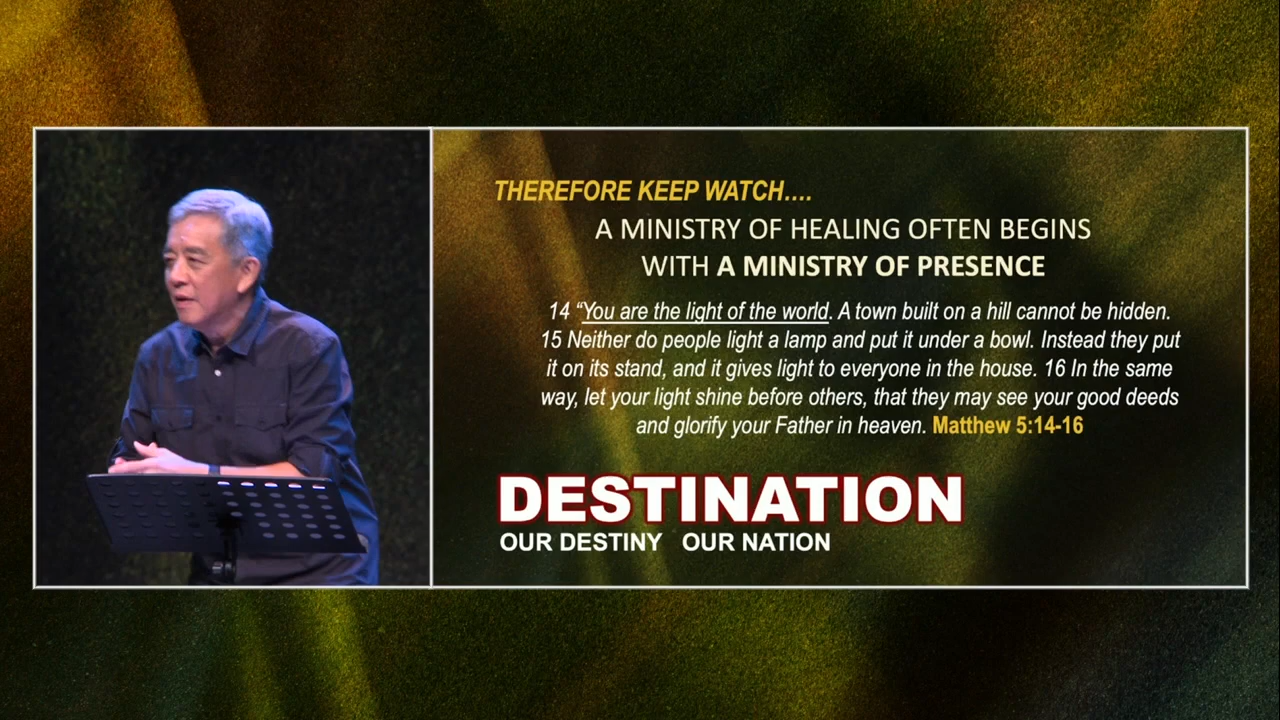 THEREFORE KEEP WATCH....
A MINISTRY OF HEALING OFTEN BEGINS
WITH A MINISTRY OF PRESENCE
14 “You are the light of the world. A town built on a hill cannot be hidden.
15 Neither do people light a lamp and put it under a bowl. Instead they put
it on its stand, and it gives light to everyone in the house. 16 In the same
way, let your light shine before others, that they may see your good deeds
and glorify your Father in heaven. Matthew 5:14-16
DESTINATION
OUR DESTINY OUR NATION